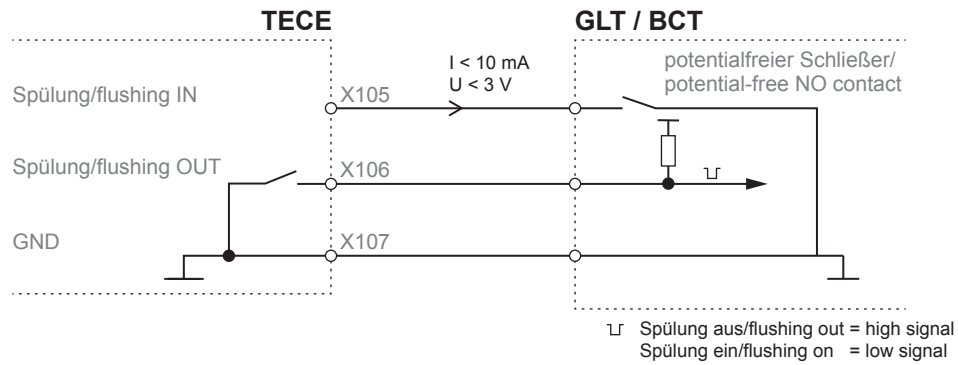 TECE
GLT / BCT
I < 10 mA
U < 3 V
potentialfreier Schließer/
potential-free NO contact
Spülung/flushing IN
X105
Spülung/flushing OUT
X106
GND
X107
Spülung aus/flushing out = high signal
Spülung ein/flushing on = low signal